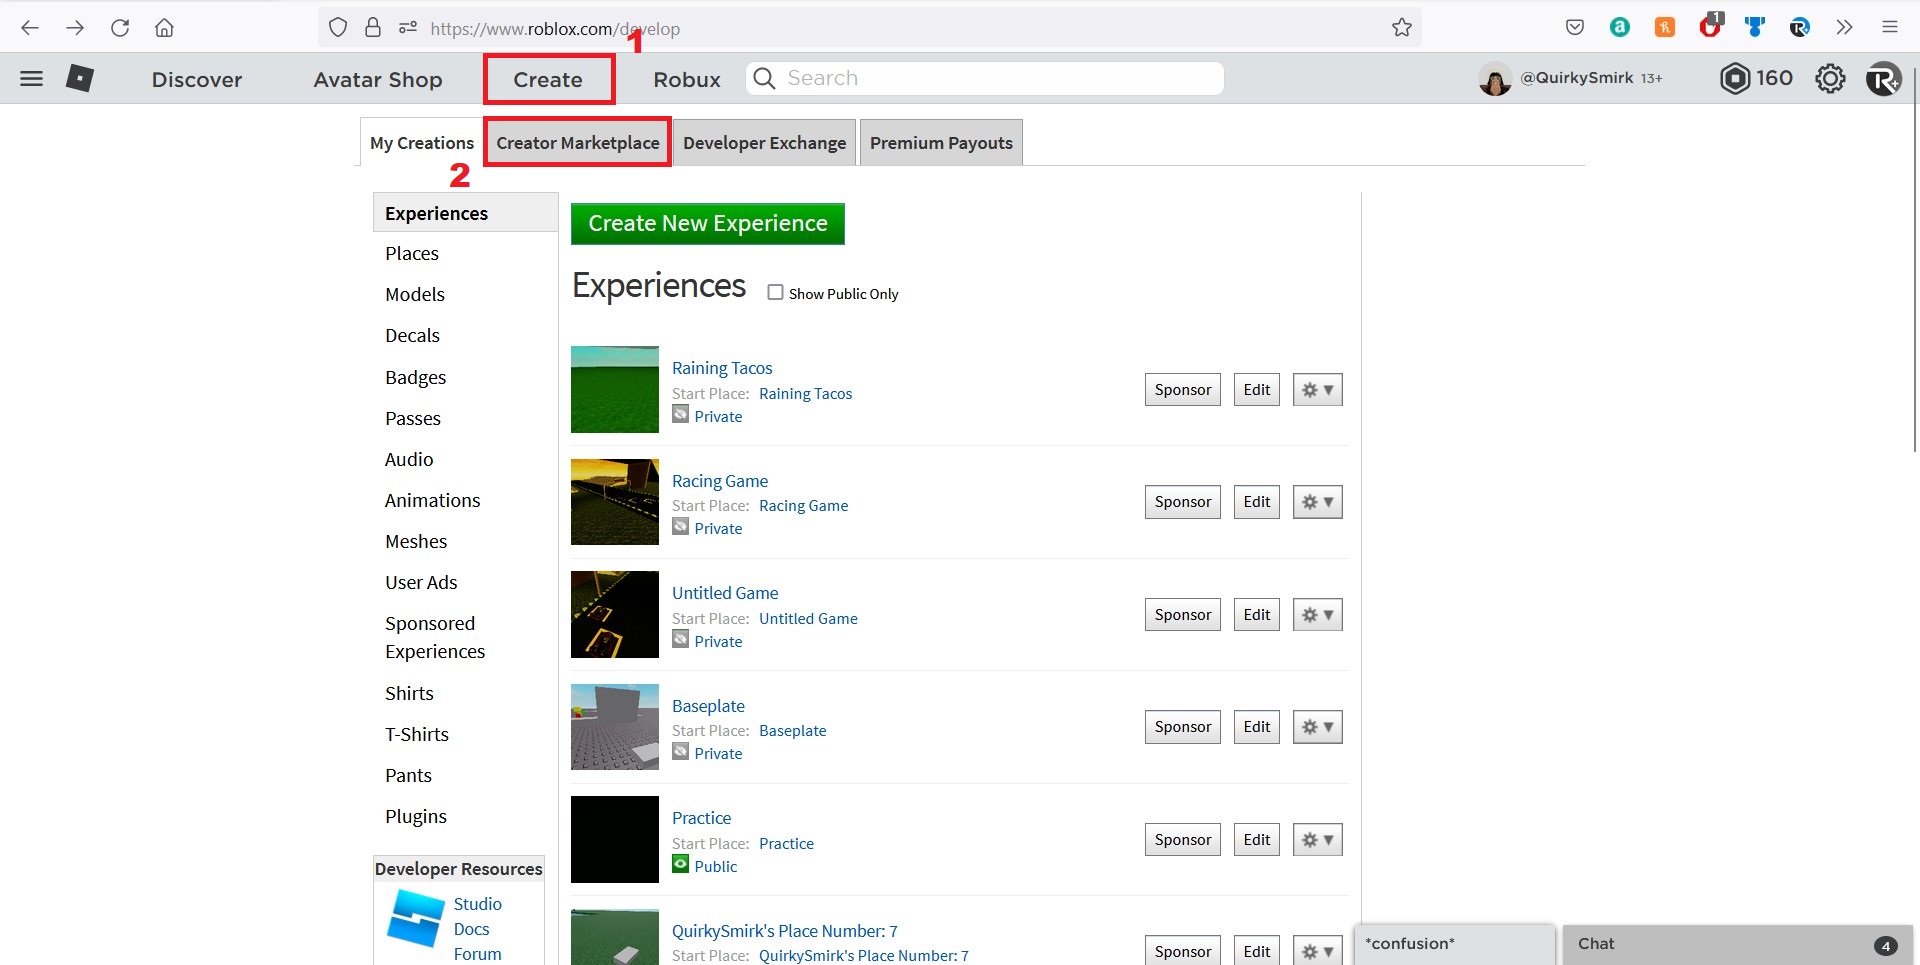 https://www.roblox.com/develop
1
1
Discover
Avatar Shop
Create
Robux
Search
@QuirkySmirk 13+
160
R+
My Creations
Creator Marketplace
Developer Exchange
Premium Payouts
2
Experiences
Places
Models
Decals
Badges
Passes
Audio
Animations
Meshes
User Ads
Sponsored
Experiences
Shirts
T-Shirts
Pants
Plugins
Developer Resources
Studio
Docs
Forum
Create New Experience
Experiences
Show Public Only
Raining Tacos
Start Place: Raining Tacos
Private
Sponsor
Edit
Racing Game
Start Place: Racing Game
Private
Sponsor
Edit
Untitled Game
Start Place: Untitled Game
Private
Sponsor
Edit
Baseplate
Start Place: Baseplate
Private
Sponsor
Edit
Practice
Start Place: Practice
Public
Sponsor
Edit
QuirkySmirk's Place Number: 7
Start Place: QuirkySmirk's Place Number: 7
Sponsor
Edit
*confusion*
Chat
4